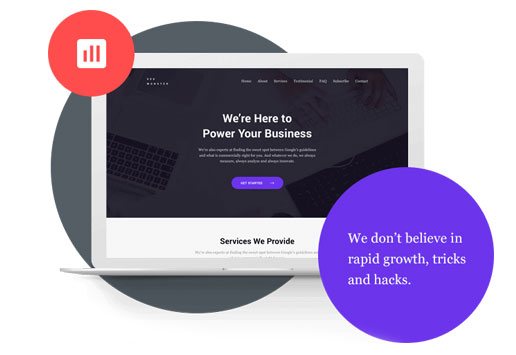 SEO
MONSTER
Home About Services Testimonial FAQ Subscribe Contact
We're Here to
Power Your Business
We're also experts at finding the sweet spot between Google's guidelines
and what is commercially right for you. And whatever we do, we always
measure, always analyse and always innovate.
GET STARTED
Services We Provide
We're also experts at finding the sweet spot between Google's guidelines
We don't believe in
rapid growth, tricks
and hacks.